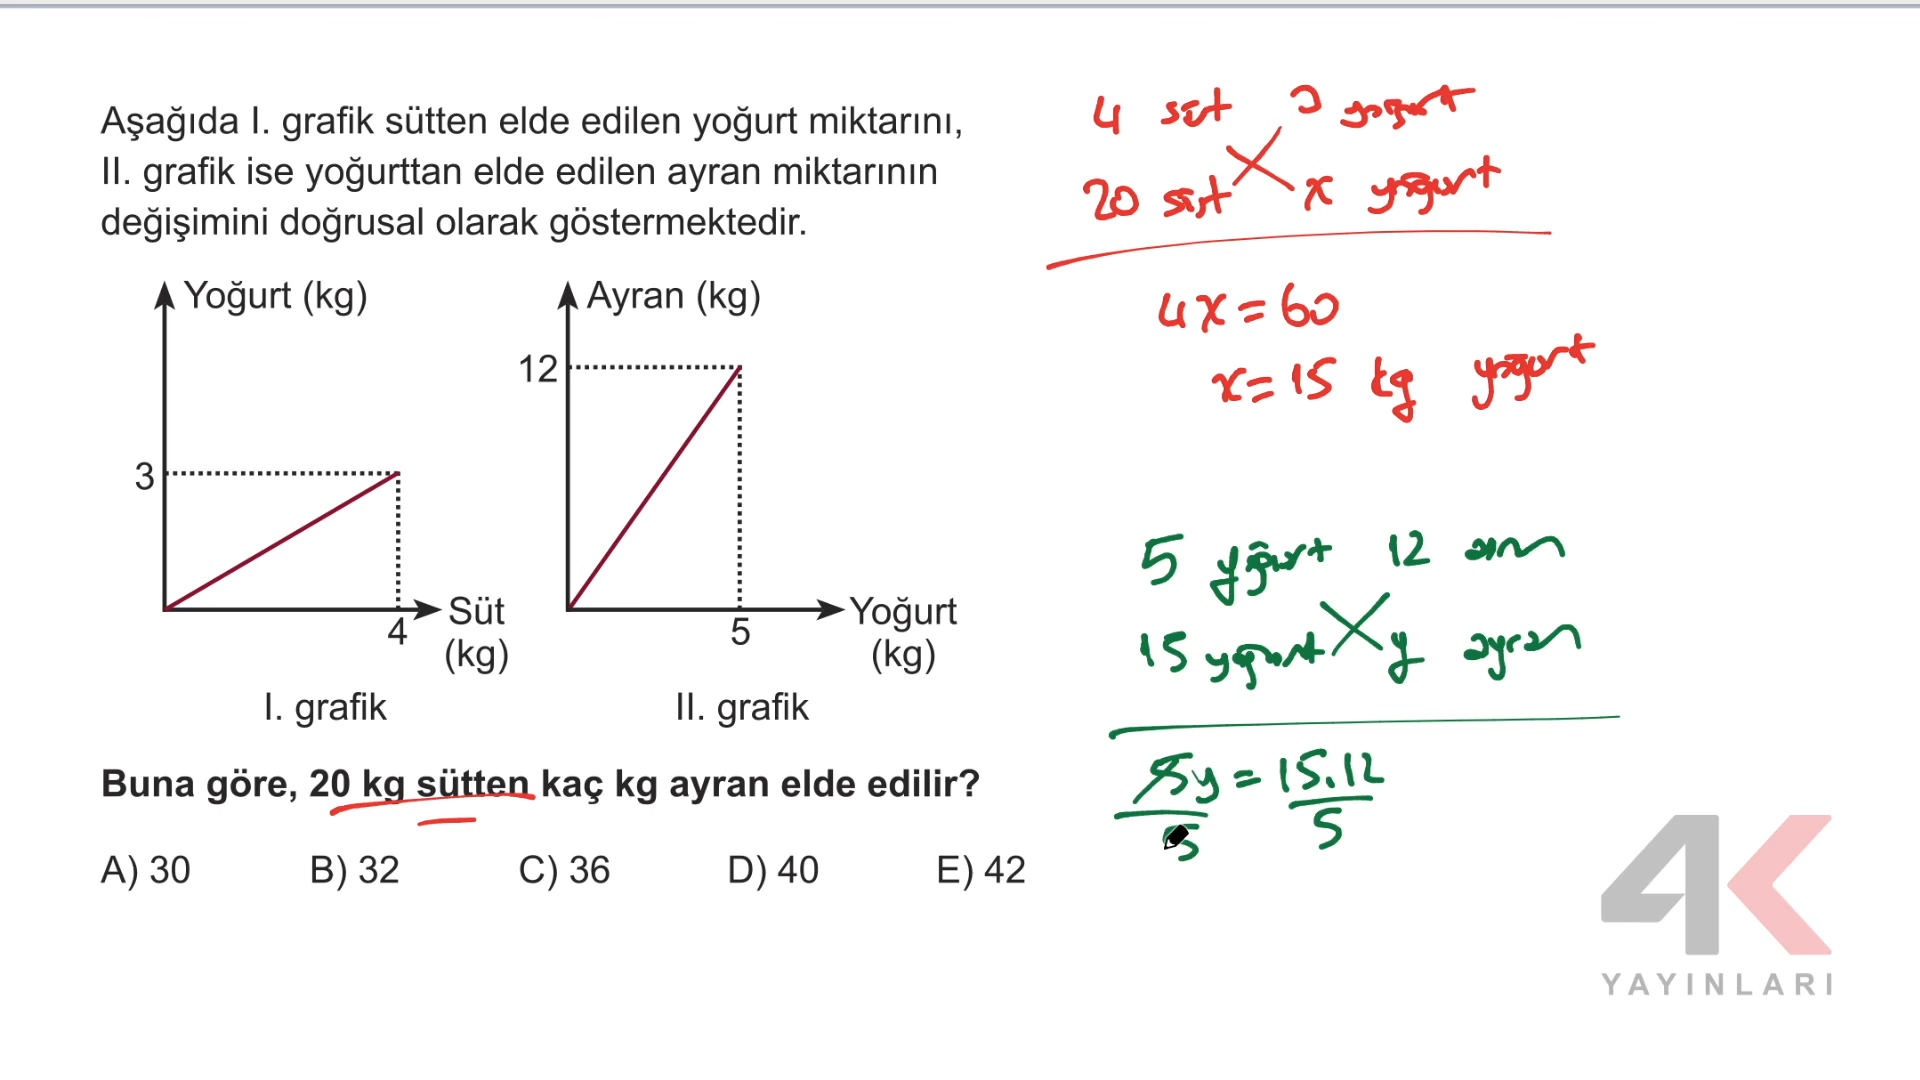 Aşağıda I. grafik sütten elde edilen yoğurt miktarını,
II. grafik ise yoğurttan elde edilen ayran miktarının
değişimini doğrusal olarak göstermektedir.
Yoğurt (kg)
3
4
Süt
(kg)
I. grafik
Ayran (kg)
12
5
Yoğurt
(kg)
II. grafik
Buna göre, 20 kg sütten kaç kg ayran elde edilir?
A) 30 B) 32 C) 36 D) 40 E) 42
4 süt 3 yoğurt
20 süt x yoğurt
4x = 60
x = 15 kg yoğurt
5 yoğurt 12
15 yoğurt y ayran
5y = 15.12
5 5
4K
YAYINLARI